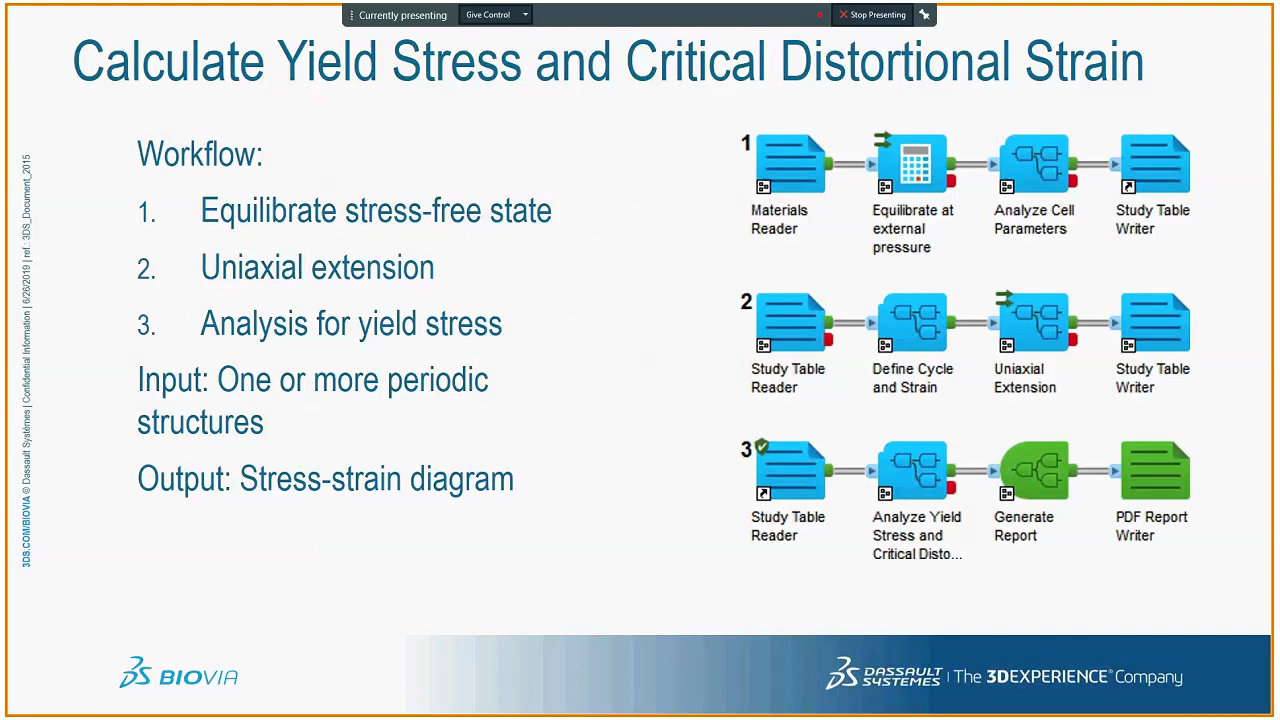 Currently presenting
Give Control
Stop Presenting
Calculate Yield Stress and Critical Distortional Strain
Workflow:
1. Equilibrate stress-free state
2. Uniaxial extension
3. Analysis for yield stress
Input: One or more periodic
structures
Output: Stress-strain diagram
1
Materials
Reader
Equilibrate at
external
pressure
Analyze Cell
Parameters
Study Table
Writer
2
Study Table
Reader
Define Cycle
and Strain
Uniaxial
Extension
Study Table
Writer
3
Study Table
Reader
Analyze Yield
Stress and
Critical Disto...
Generate
Report
PDF Report
Writer
3DS.COM/BIOVIA © Dassault Systèmes | Confidential Information | 6/26/2019 | ref.: 3DS_Document_2015
BIOVIA
DASSAULT
SYSTEMES | The 3DEXPERIENCE® Company